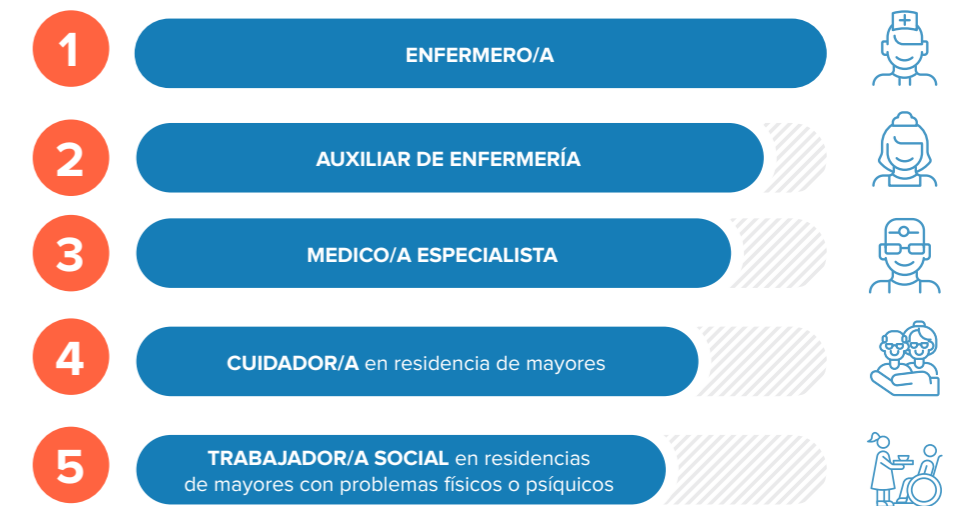 1
ENFERMERO/A
2
AUXILIAR DE ENFERMERÍA
3
MEDICO/A ESPECIALISTA
4
CUIDADOR/A en residencia de mayores
5
TRABAJADOR/A SOCIAL en residencias
de mayores con problemas físicos o psíquicos